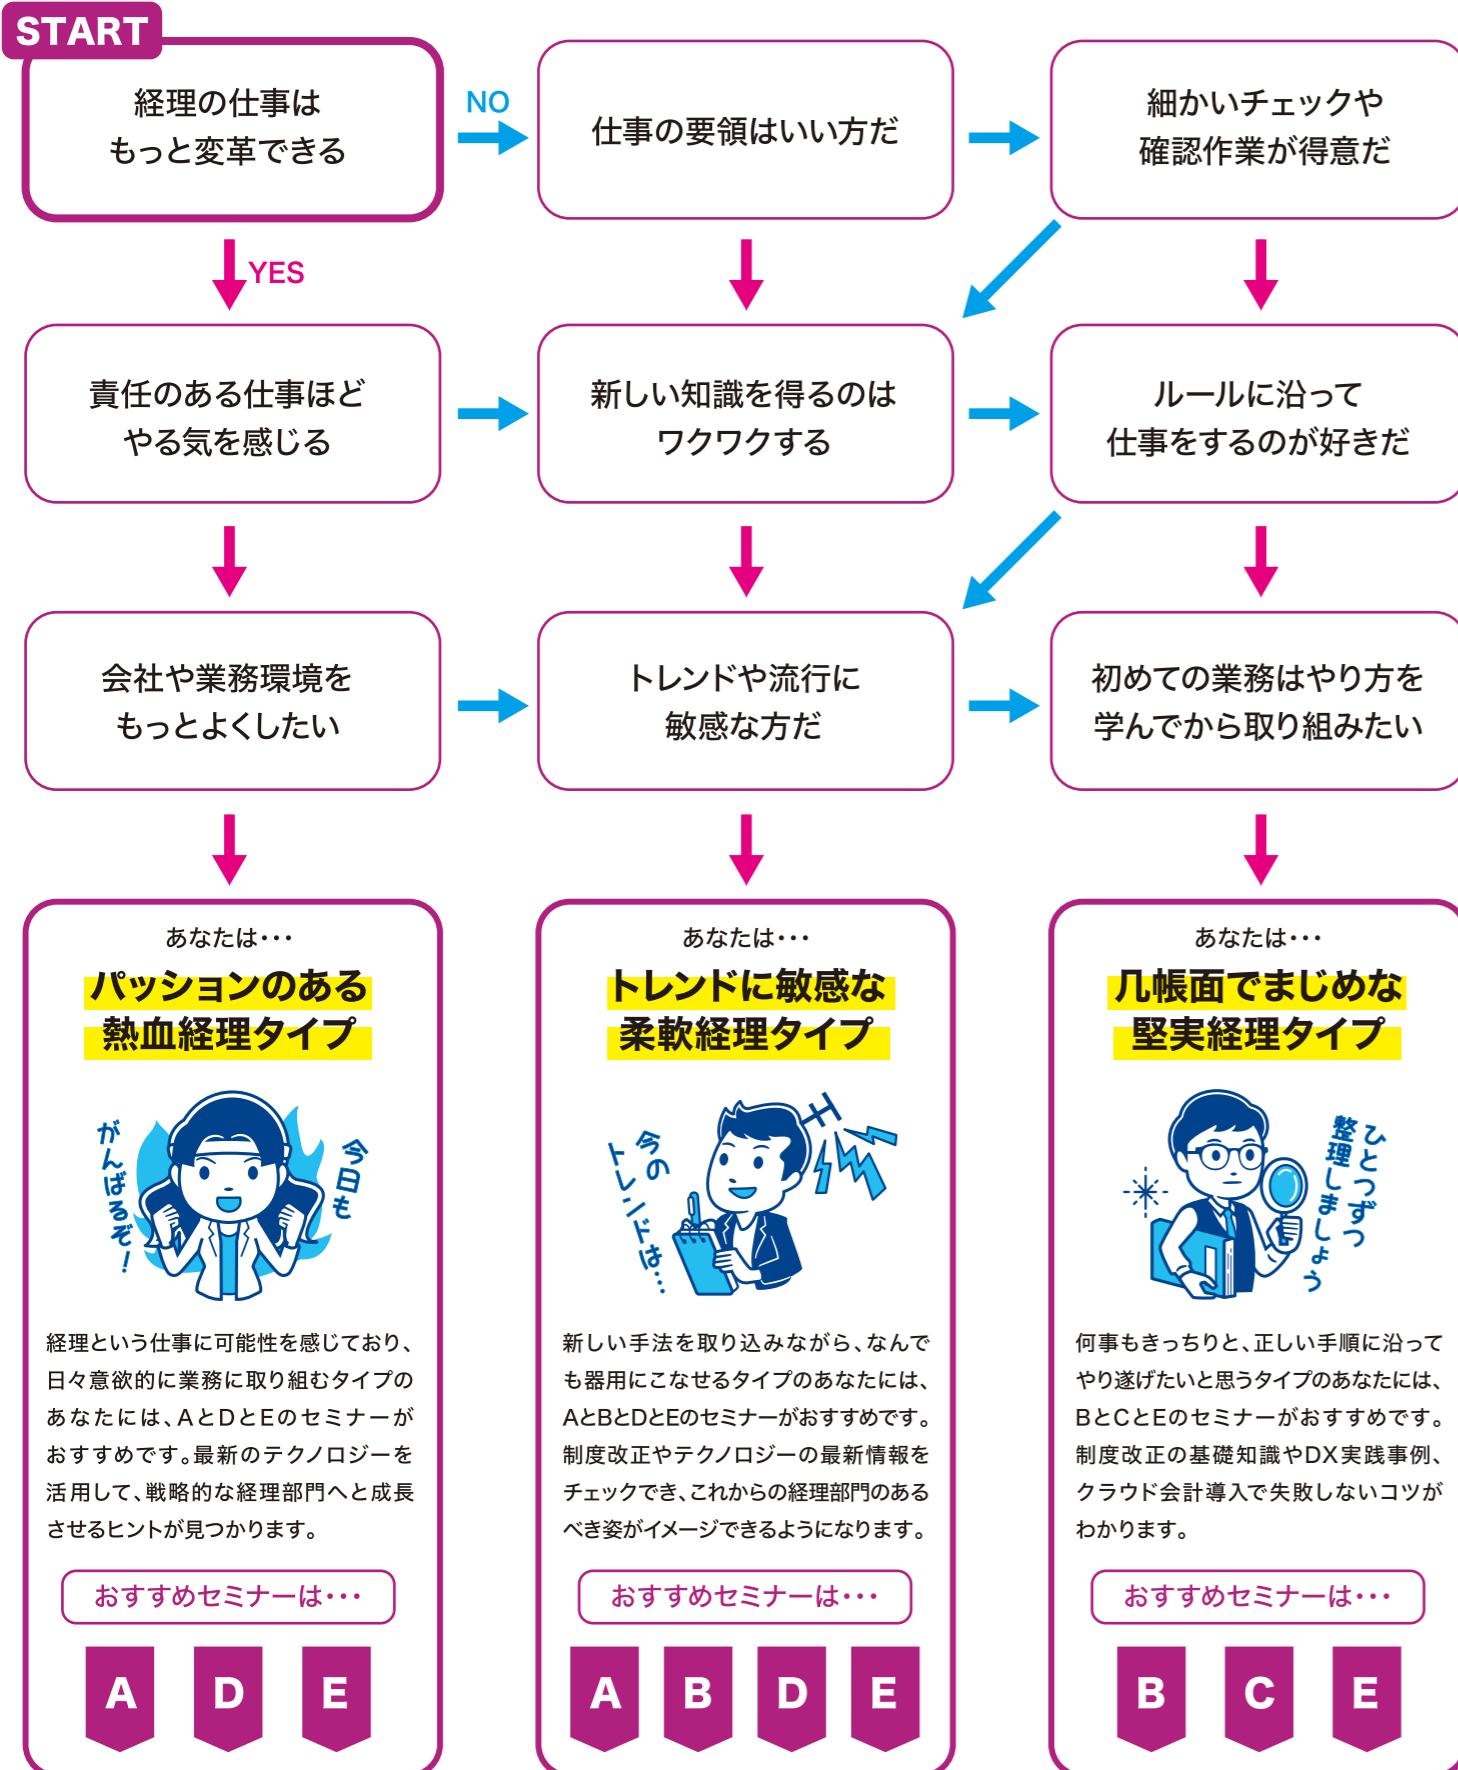 START
経理の仕事は
もっと変革できる
NO
仕事の要領はいい方だ
細かいチェックや
確認作業が得意だ
YES
責任のある仕事ほど
やる気を感じる
新しい知識を得るのは
ワクワクする
ルールに沿って
仕事をするのが好きだ
会社や業務環境を
もっとよくしたい
トレンドや流行に
敏感な方だ
初めての業務はやり方を
学んでから取り組みたい
あなたは･･･
パッションのある
熱血経理タイプ
今日も
がんばるぞ！
経理という仕事に可能性を感じており、
日々意欲的に業務に取り組むタイプの
あなたには、AとDとEのセミナーが
おすすめです。最新のテクノロジーを
活用して、戦略的な経理部門へと成長
させるヒントが見つかります。
おすすめセミナーは･･･
A D E
あなたは･･･
トレンドに敏感な
柔軟経理タイプ
今の
トレンドは…
新しい手法を取り込みながら、なんで
も器用にこなせるタイプのあなたには、
AとBとDとEのセミナーがおすすめです。
制度改正やテクノロジーの最新情報を
チェックでき、これからの経理部門のある
べき姿がイメージできるようになります。
おすすめセミナーは･･･
A B D E
あなたは･･･
几帳面でまじめな
堅実経理タイプ
ひとつずつ
整理しましょう
何事もきっちりと、正しい手順に沿って
やり遂げたいと思うタイプのあなたには、
BとCとEのセミナーがおすすめです。
制度改正の基礎知識やDX実践事例、
クラウド会計導入で失敗しないコツが
わかります。
おすすめセミナーは･･･
B C E